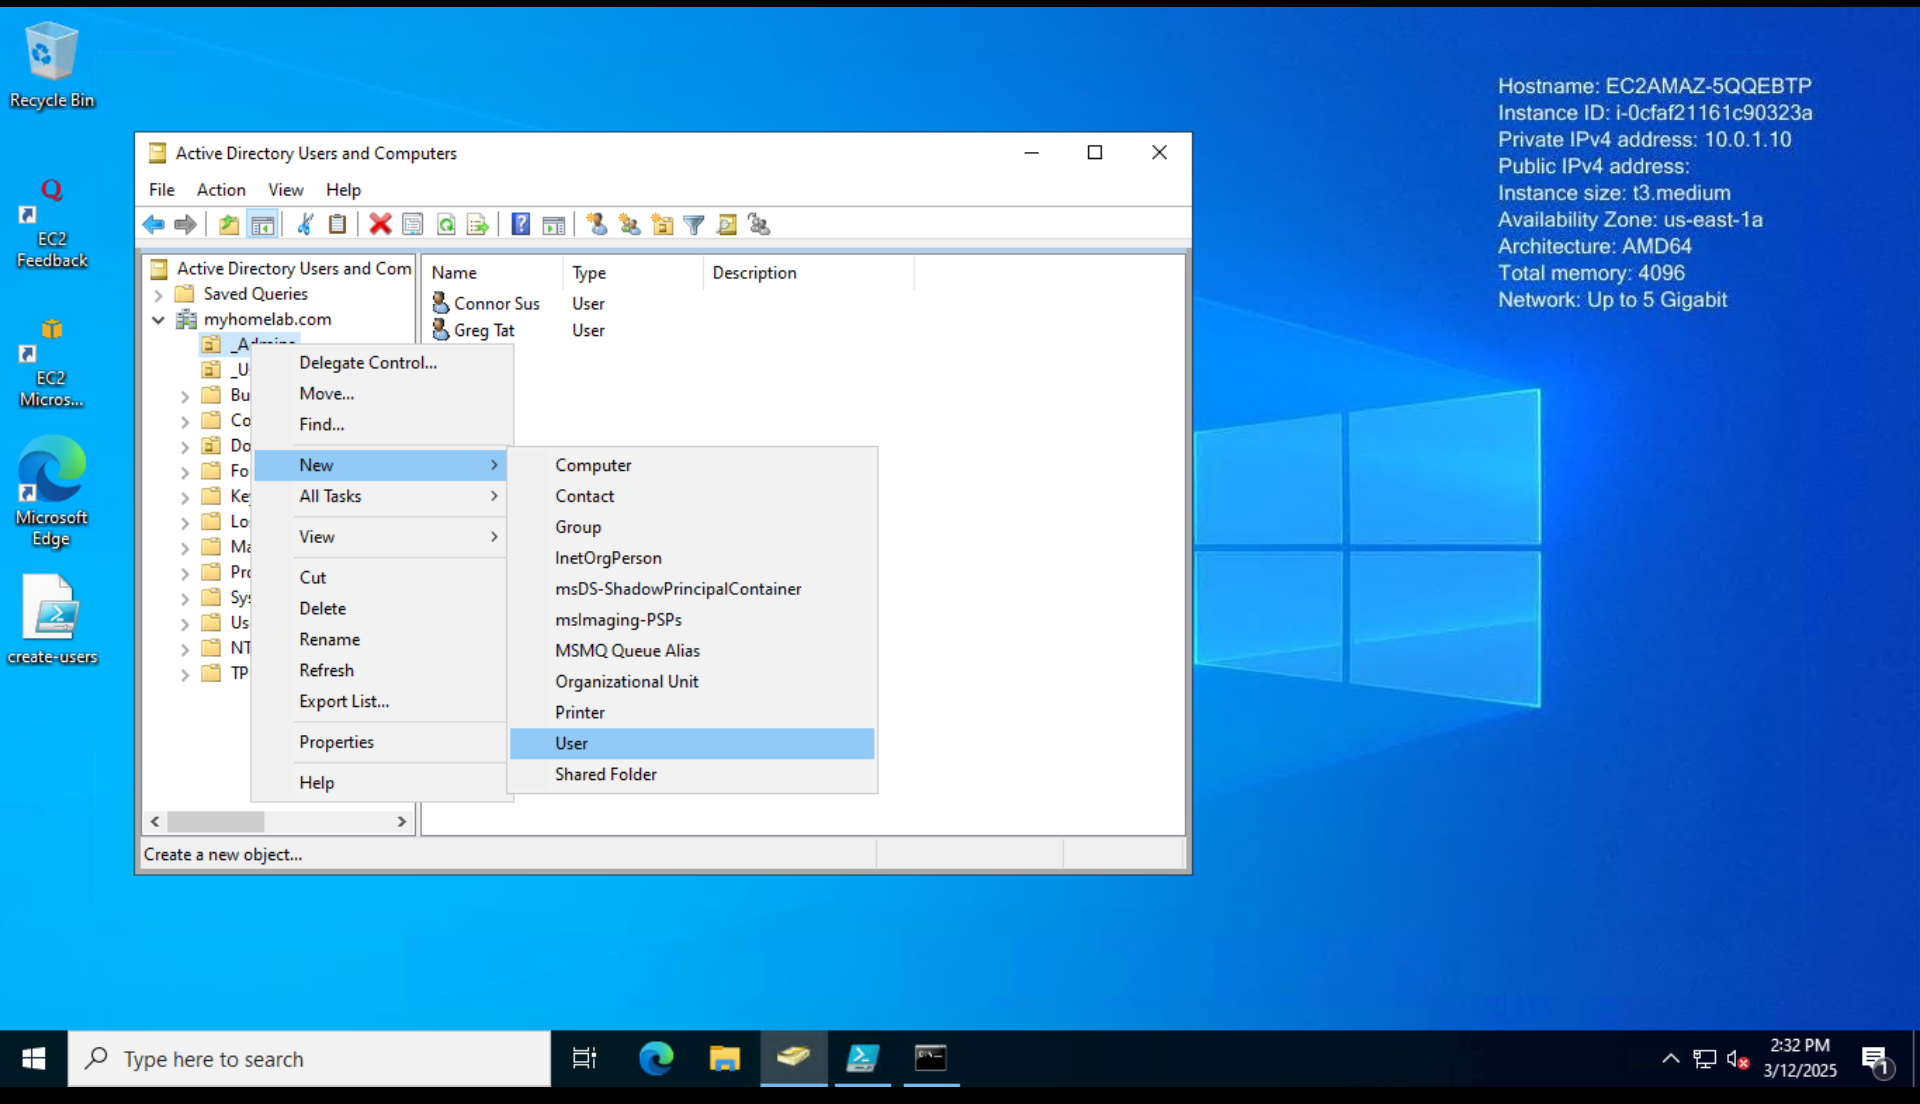 Recycle Bin
EC2
Feedback
EC2
Micros...
Microsoft
Edge
create-users
Hostname: EC2AMAZ-5QQEBTP
Instance ID: i-0cfaf21161c90323a
Private IPv4 address: 10.0.1.10
Public IPv4 address:
Instance size: t3.medium
Availability Zone: us-east-1a
Architecture: AMD64
Total memory: 4096
Network: Up to 5 Gigabit
Active Directory Users and Computers
File Action View Help
Active Directory Users and Com
Saved Queries
myhomelab.com
_Admins
_U
Bu
Co
Do
Fo
Key
Lo
Ma
Pro
Sys
Us
NT
TP
Name Type Description
Connor Sus User
Greg Tat User
Delegate Control...
Move...
Find...
New
All Tasks
View
Cut
Delete
Rename
Refresh
Export List...
Properties
Help
Computer
Contact
Group
InetOrgPerson
msDS-ShadowPrincipalContainer
msImaging-PSPs
MSMQ Queue Alias
Organizational Unit
Printer
User
Shared Folder
Create a new object...
Type here to search
2:32 PM
3/12/2025
1